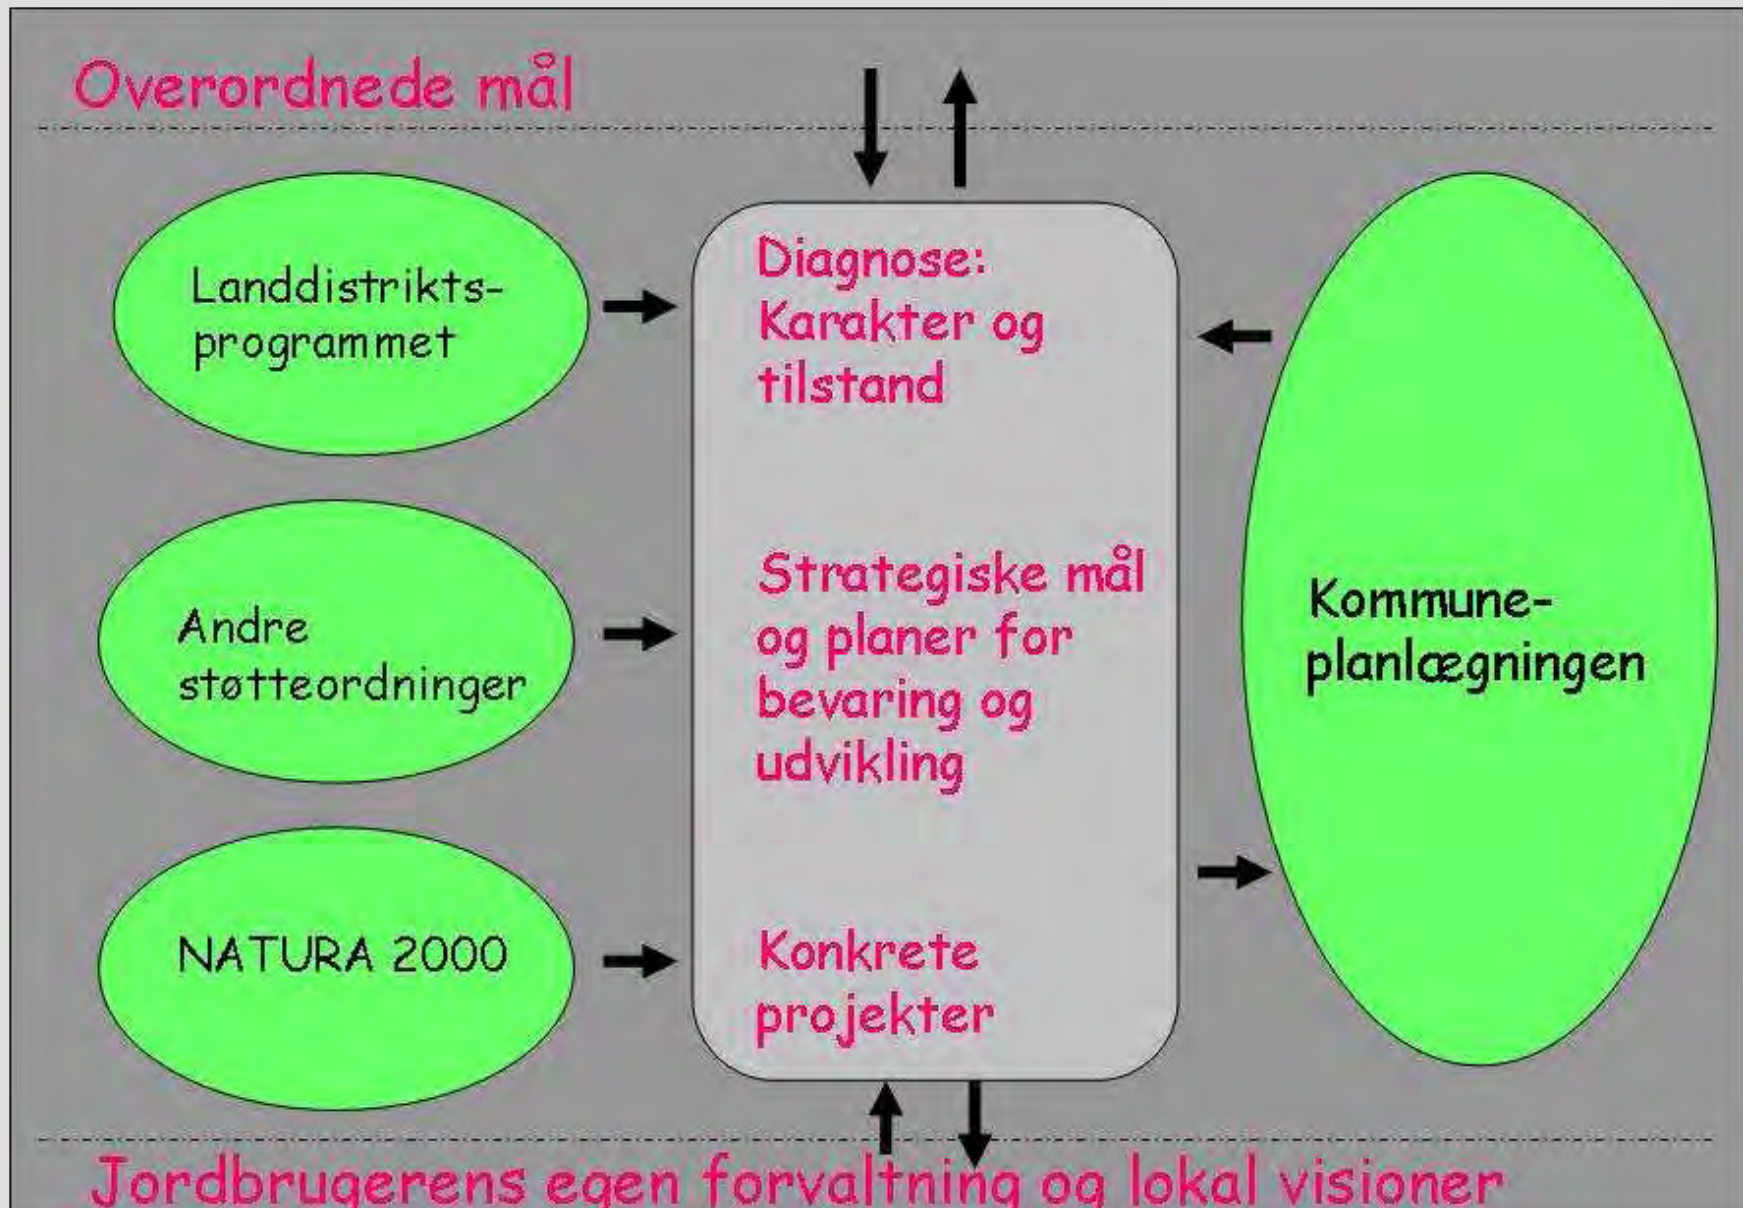 Overordnede mål
Landdistrikts-
programmet
Andre
støtteordninger
NATURA 2000
Diagnose:
Karakter og
tilstand
Strategiske mål
og planer for
bevaring og
udvikling
Konkrete
projekter
Kommune-
planlægningen
Jordbrugerens egen forvaltning og lokal visioner